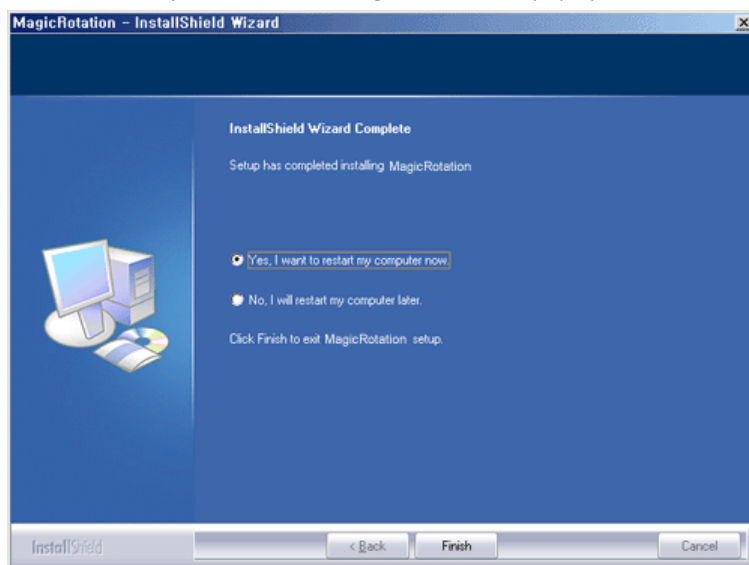 MagicRotation – InstallShield Wizard
InstallShield Wizard Complete
Setup has completed installing MagicRotation
Yes, I want to restart my computer now.
No, I will restart my computer later.
Click Finish to exit MagicRotation setup.
InstallShield
< Back
Finish
Cancel